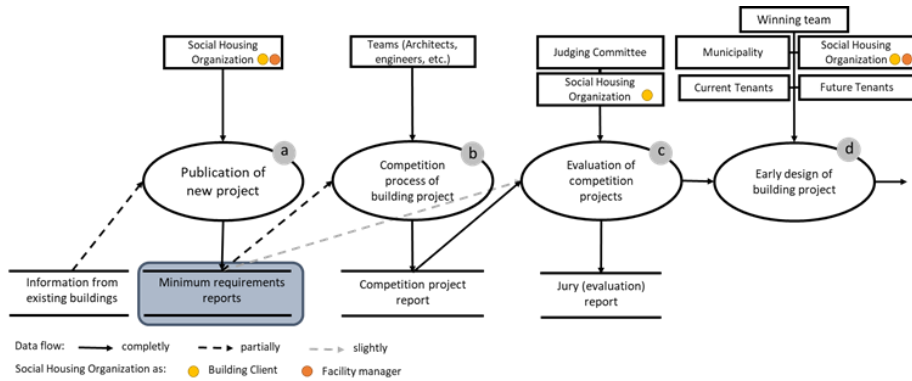 Winning team
Social Housing
Organization
Teams (Architects,
engineers, etc.)
Judging Committee
Social Housing
Organization
Municipality
Social Housing
Organization
Current Tenants
Future Tenants
a
Publication of
new project
b
Competition
process of
building project
c
Evaluation of
competition
projects
d
Early design of
building project
Information from
existing buildings
Minimum requirements
reports
Competition project
report
Jury (evaluation)
report
Data flow: completly partially slightly
Social Housing Organization as: Building Client Facility manager